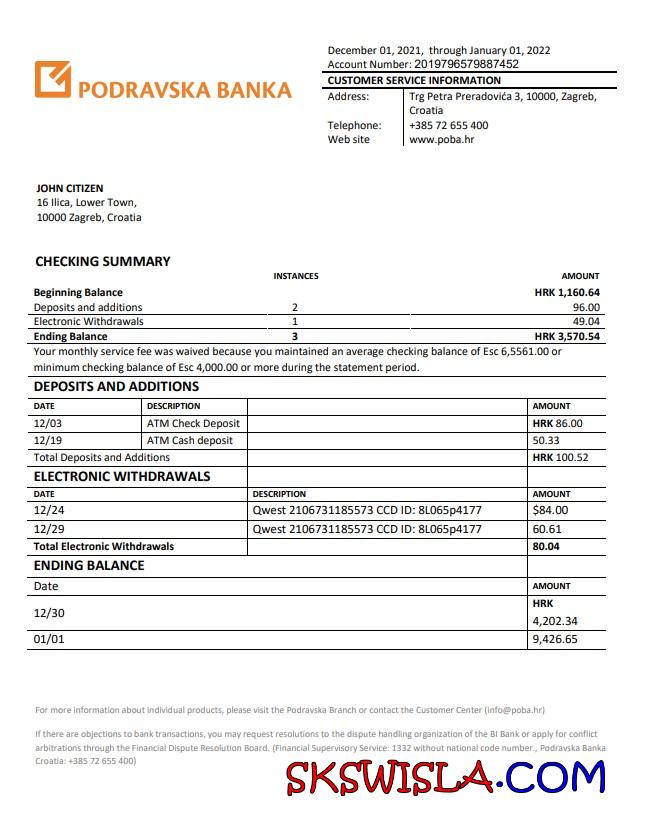 December 01, 2021, through January 01, 2022
Account Number: 2019796579887452
PODRAVSKA BANKA
CUSTOMER SERVICE INFORMATION
Address: Trg Petra Preradovića 3, 10000, Zagreb,
Croatia
Telephone: +385 72 655 400
Web site www.poba.hr
JOHN CITIZEN
16 Ilica, Lower Town,
10000 Zagreb, Croatia
CHECKING SUMMARY
INSTANCES AMOUNT
Beginning Balance HRK 1,160.64
Deposits and additions 2 96.00
Electronic Withdrawals 1 49.04
Ending Balance 3 HRK 3,570.54
Your monthly service fee was waived because you maintained an average checking balance of Esc 6,5561.00 or
minimum checking balance of Esc 4,000.00 or more during the statement period.
DEPOSITS AND ADDITIONS
DATE DESCRIPTION AMOUNT
12/03 ATM Check Deposit HRK 86.00
12/19 ATM Cash deposit 50.33
Total Deposits and Additions HRK 100.52
ELECTRONIC WITHDRAWALS
DATE DESCRIPTION AMOUNT
12/24 Qwest 2106731185573 CCD ID: 8L065p4177 $84.00
12/29 Qwest 2106731185573 CCD ID: 8L065p4177 60.61
Total Electronic Withdrawals 80.04
ENDING BALANCE
Date AMOUNT
12/30 HRK
4,202.34
01/01 9,426.65
For more information about individual products, please visit the Podravska Branch or contact the Customer Center (info@poba.hr)
If there are objections to bank transactions, you may request resolutions to the dispute handling organization of the BI Bank or apply for conflict
arbitrations through the Financial Dispute Resolution Board. (Financial Supervisory Service: 1332 without national code number., Podravska Banka
Croatia: +385 72 655 400)
SKSWISLA.COM